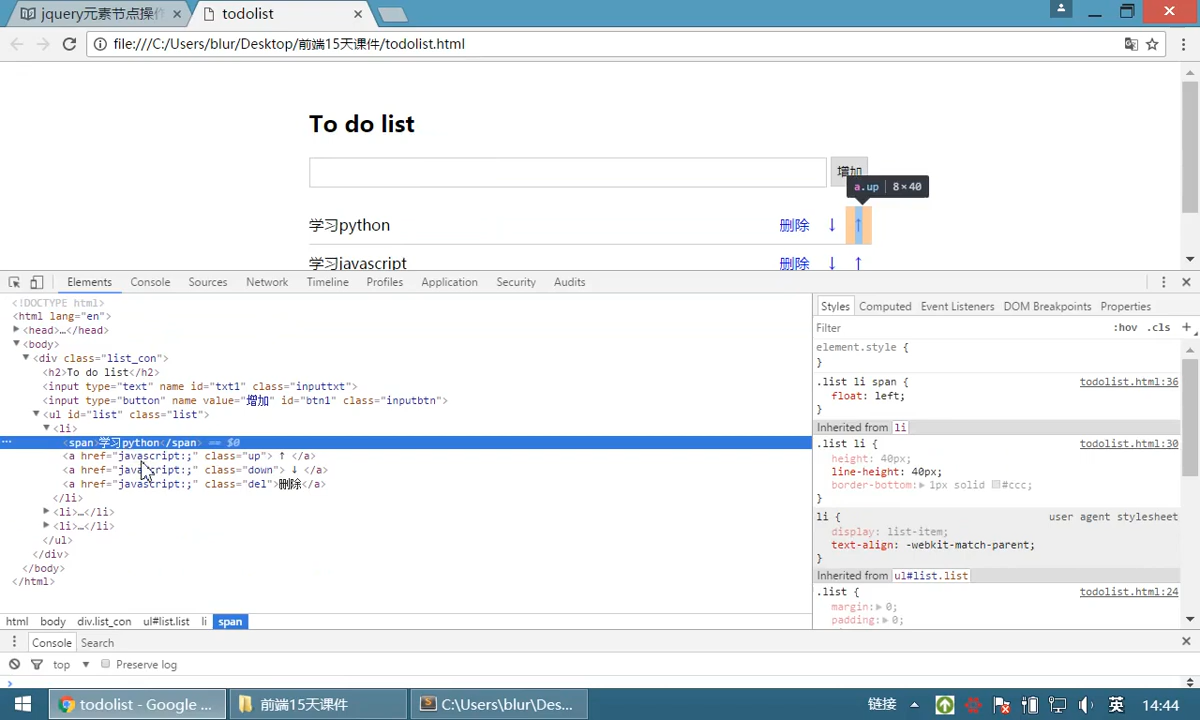 jquery元素节点操作
todolist
file:///C:/Users/blur/Desktop/前端15天课件/todolist.html
To do list
增加
a.up 8×40
学习python 删除 ↓ ↑
学习javascript 删除 ↓ ↑
Elements Console Sources Network Timeline Profiles Application Security Audits
<!DOCTYPE html>
<html lang="en">
<head>…</head>
<body>
<div class="list_con">
<h2>To do list</h2>
<input type="text" name id="txt1" class="inputtxt">
<input type="button" name value="增加" id="btn1" class="inputbtn">
<ul id="list" class="list">
<li>
<span>学习python</span> == $0
<a href="javascript:;" class="up"> ↑ </a>
<a href="javascript:;" class="down"> ↓ </a>
<a href="javascript:;" class="del">删除</a>
</li>
<li>…</li>
<li>…</li>
</ul>
</div>
</body>
</html>
html body div.list_con ul#list.list li span
Styles Computed Event Listeners DOM Breakpoints Properties
Filter :hov .cls +
element.style {
}
.list li span { todolist.html:36
float: left;
}
Inherited from li
.list li { todolist.html:30
height: 40px;
line-height: 40px;
border-bottom: 1px solid #ccc;
}
li { user agent stylesheet
display: list-item;
text-align: -webkit-match-parent;
}
Inherited from ul#list.list
.list { todolist.html:24
margin: 0;
padding: 0;
Console Search
top Preserve log
todolist - Google ...
前端15天课件
C:\Users\blur\Des...
链接
英
14:44